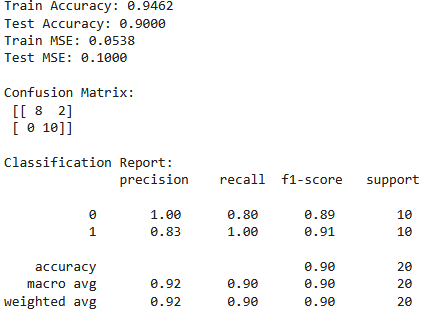 Train Accuracy: 0.9462
Test Accuracy: 0.9000
Train MSE: 0.0538
Test MSE: 0.1000
Confusion Matrix:
[[ 8  2]
[ 0 10]]
Classification Report:
precision    recall  f1-score   support
0       1.00      0.80      0.89        10
1       0.83      1.00      0.91        10
accuracy                           0.90        20
macro avg       0.92      0.90      0.90        20
weighted avg       0.92      0.90      0.90        20